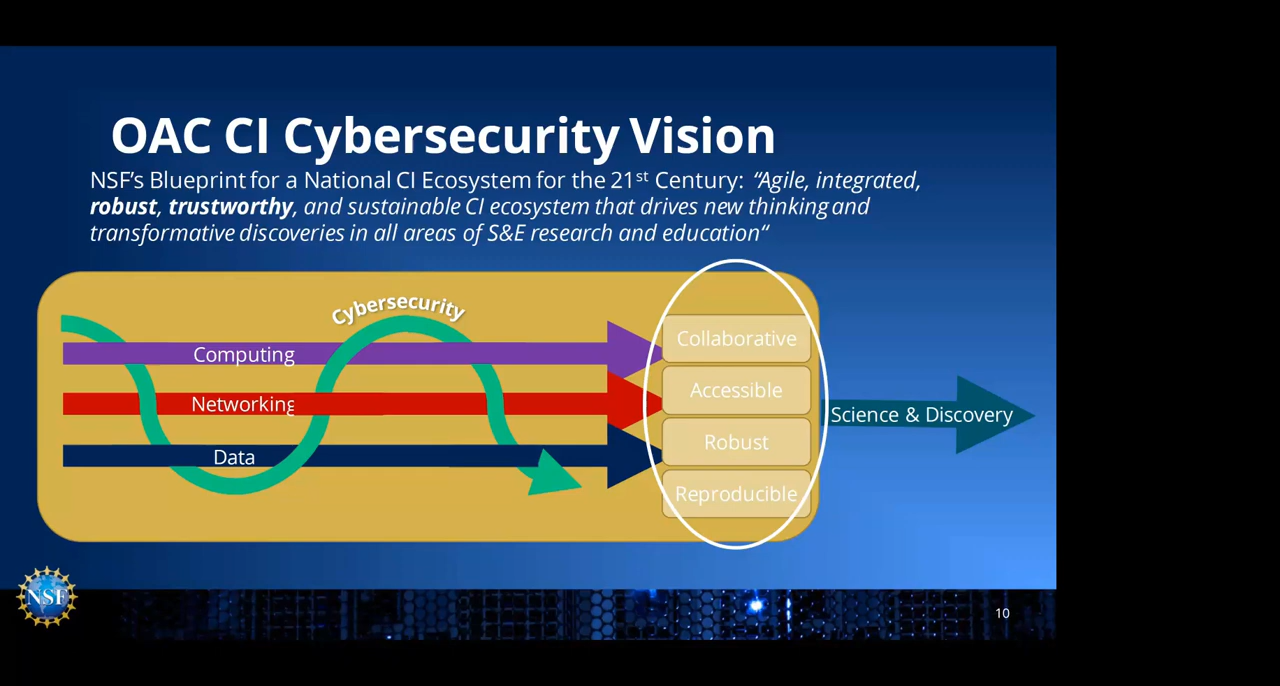 OAC CI Cybersecurity Vision
NSF’s Blueprint for a National CI Ecosystem for the 21st Century: “Agile, integrated,
robust, trustworthy, and sustainable CI ecosystem that drives new thinking and
transformative discoveries in all areas of S&E research and education“
Cybersecurity
Computing
Networking
Data
Collaborative
Accessible
Robust
Reproducible
Science & Discovery
NSF
10